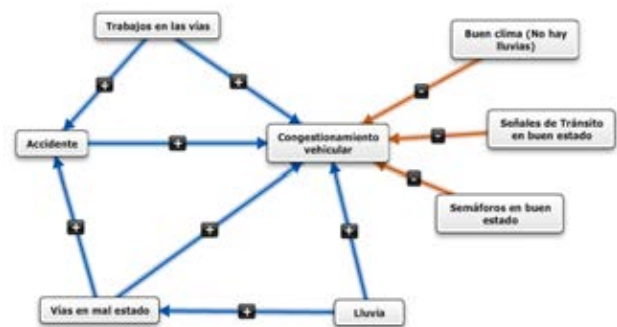 Trabajos en las vías
Buen clima (No hay
lluvias)
+
+
-
Señales de Tránsito
en buen estado
-
Accidente
+
Congestionamiento
vehicular
-
Semáforos en buen
estado
+
+
+
Vías en mal estado
+
Lluvia